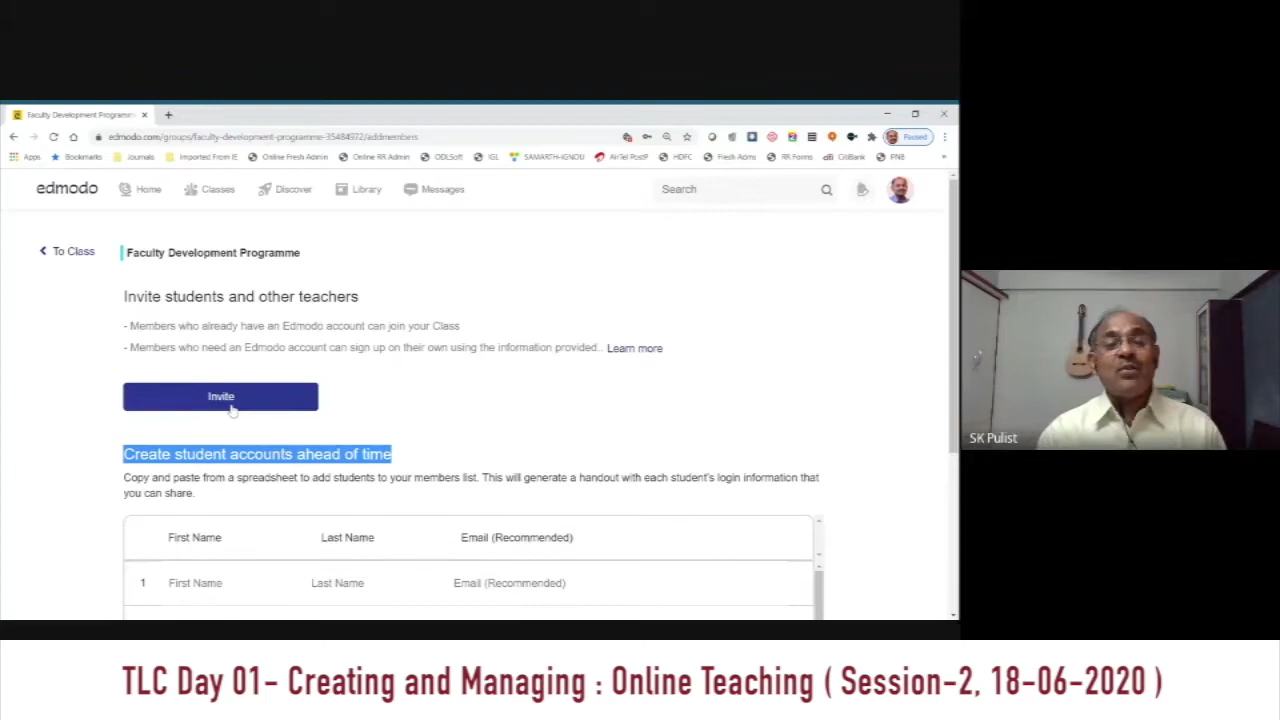 Faculty Development Programm
edmodo.com/groups/faculty-development-programme-35484972/addmembers
Paused
Apps Bookmarks Journals Imported From IE Online Fresh Admin Online RR Admin ODLSoft IGL SAMARTH-IGNOU AirTel PostP HDFC Fresh Adms RR Forms CitiBank PNB
edmodo Home Classes Discover Library Messages Search
To Class Faculty Development Programme
Invite students and other teachers
- Members who already have an Edmodo account can join your Class
- Members who need an Edmodo account can sign up on their own using the information provided.. Learn more
Invite
Create student accounts ahead of time
Copy and paste from a spreadsheet to add students to your members list. This will generate a handout with each student's login information that
you can share.
First Name Last Name Email (Recommended)
1 First Name Last Name Email (Recommended)
SK Pulist
TLC Day 01- Creating and Managing : Online Teaching ( Session-2, 18-06-2020 )